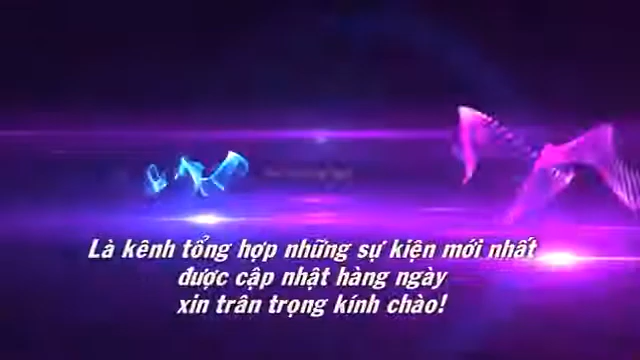 Là kênh tổng hợp những sự kiện mới nhất
được cập nhật hàng ngày
xin trân trọng kính chào!